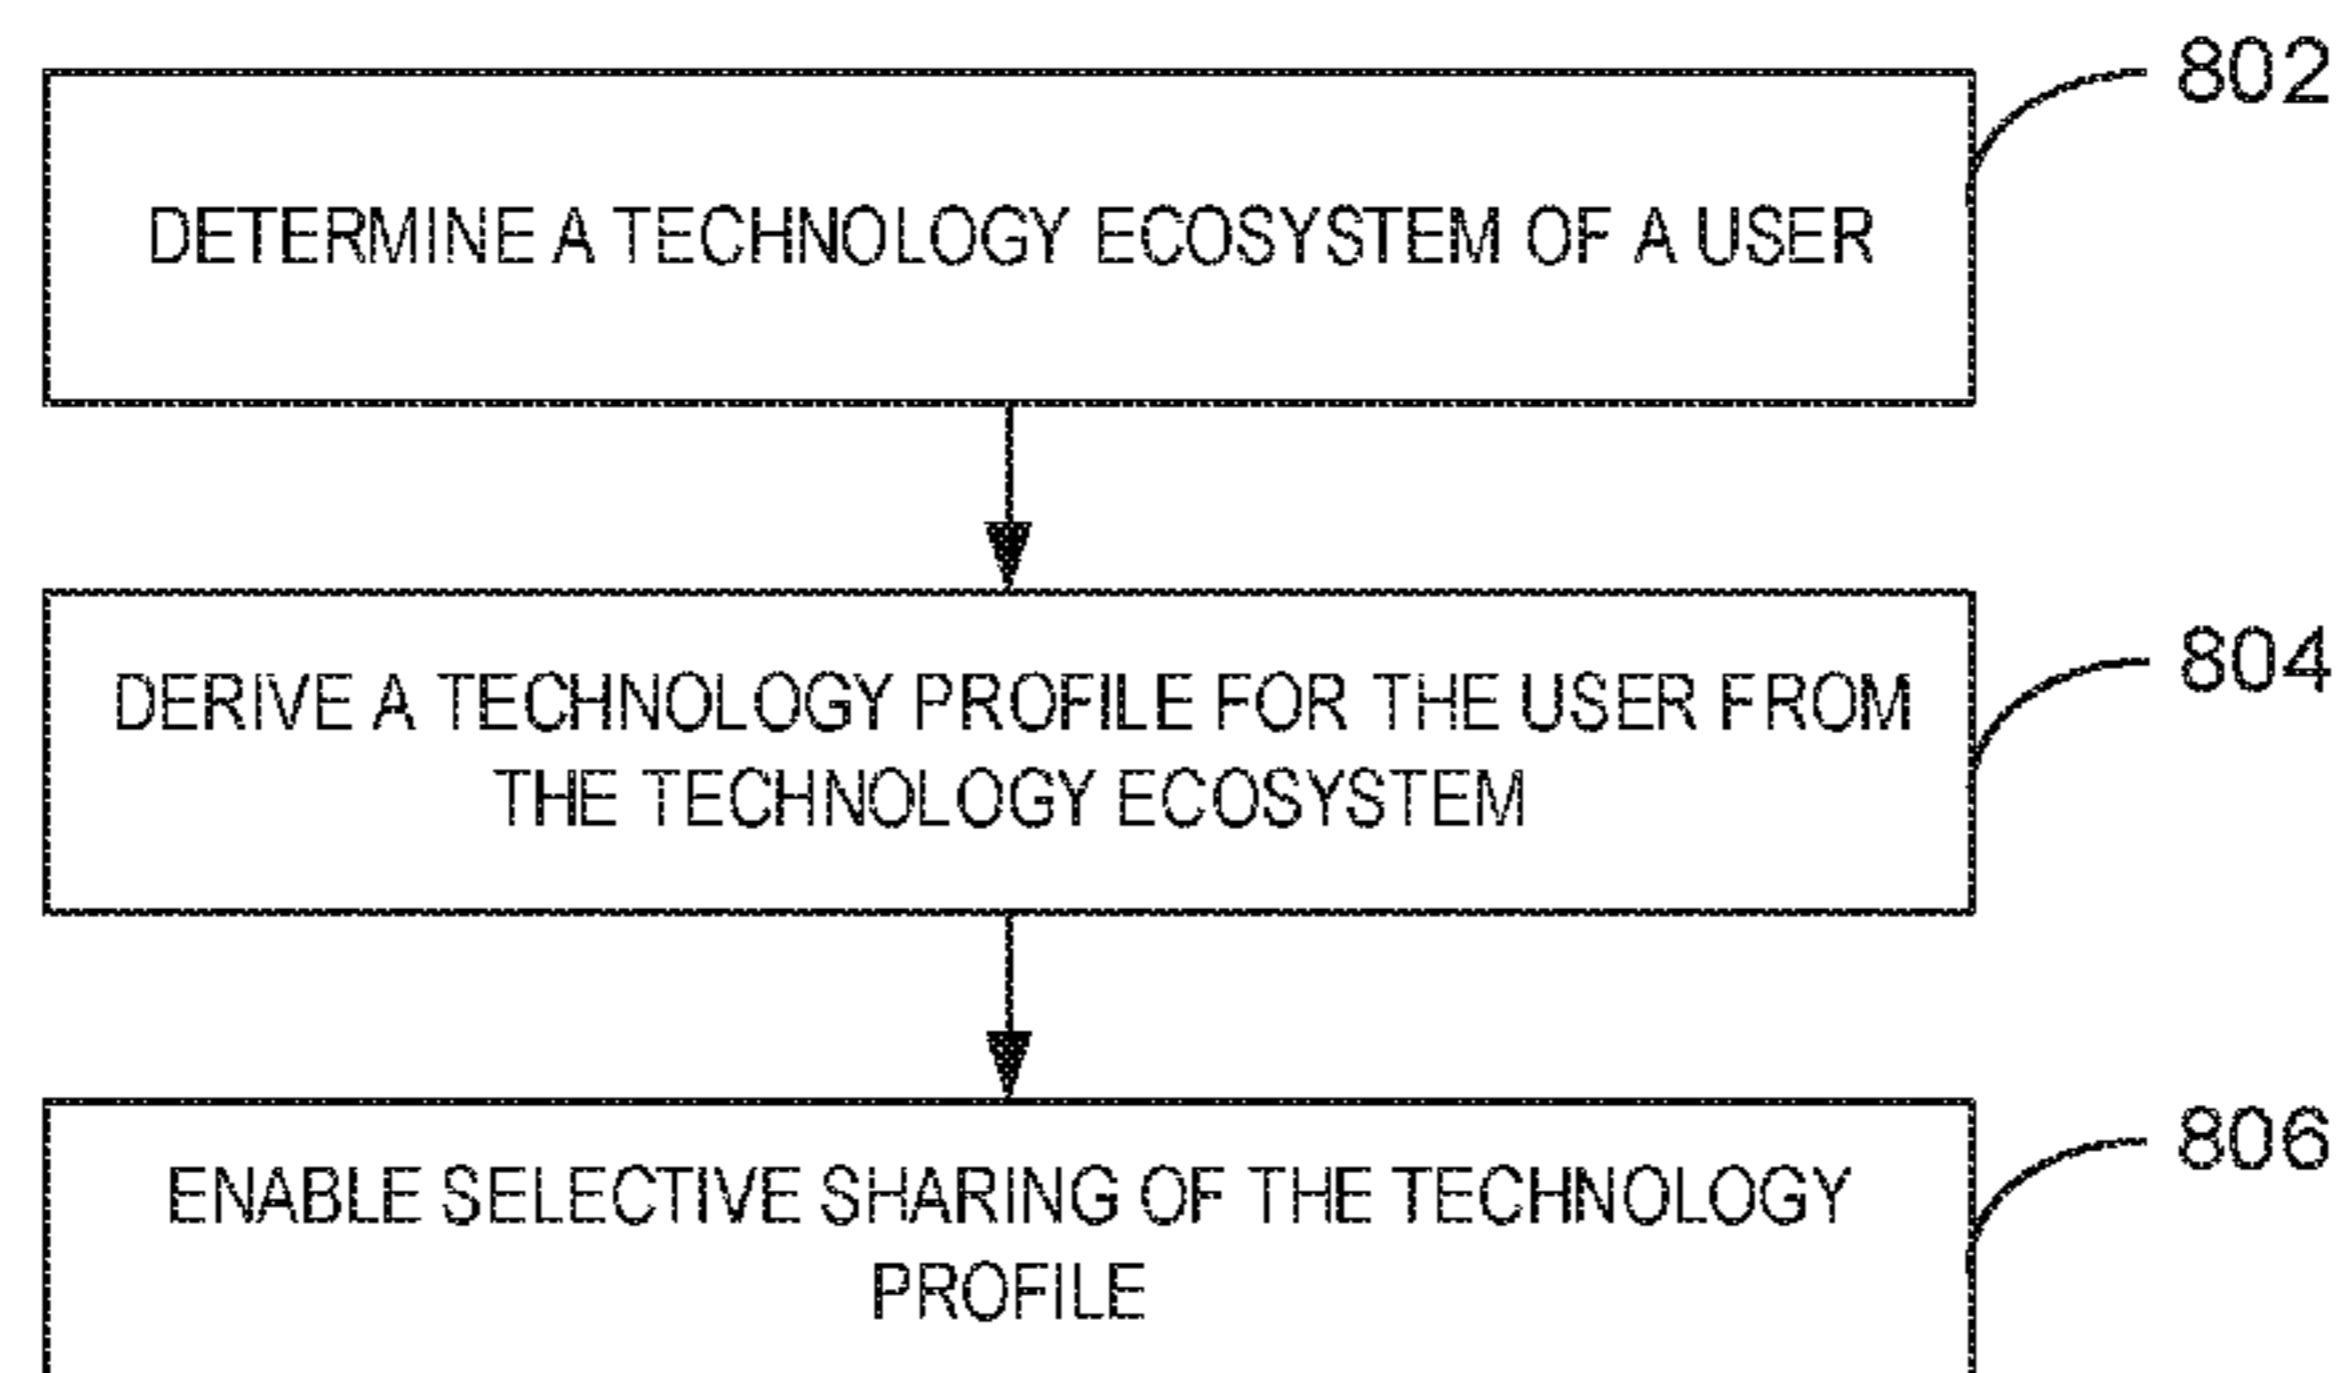 802
DETERMINE A TECHNOLOGY ECOSYSTEM OF A USER
804
DERIVE A TECHNOLOGY PROFILE FOR THE USER FROM
THE TECHNOLOGY ECOSYSTEM
806
ENABLE SELECTIVE SHARING OF THE TECHNOLOGY
PROFILE